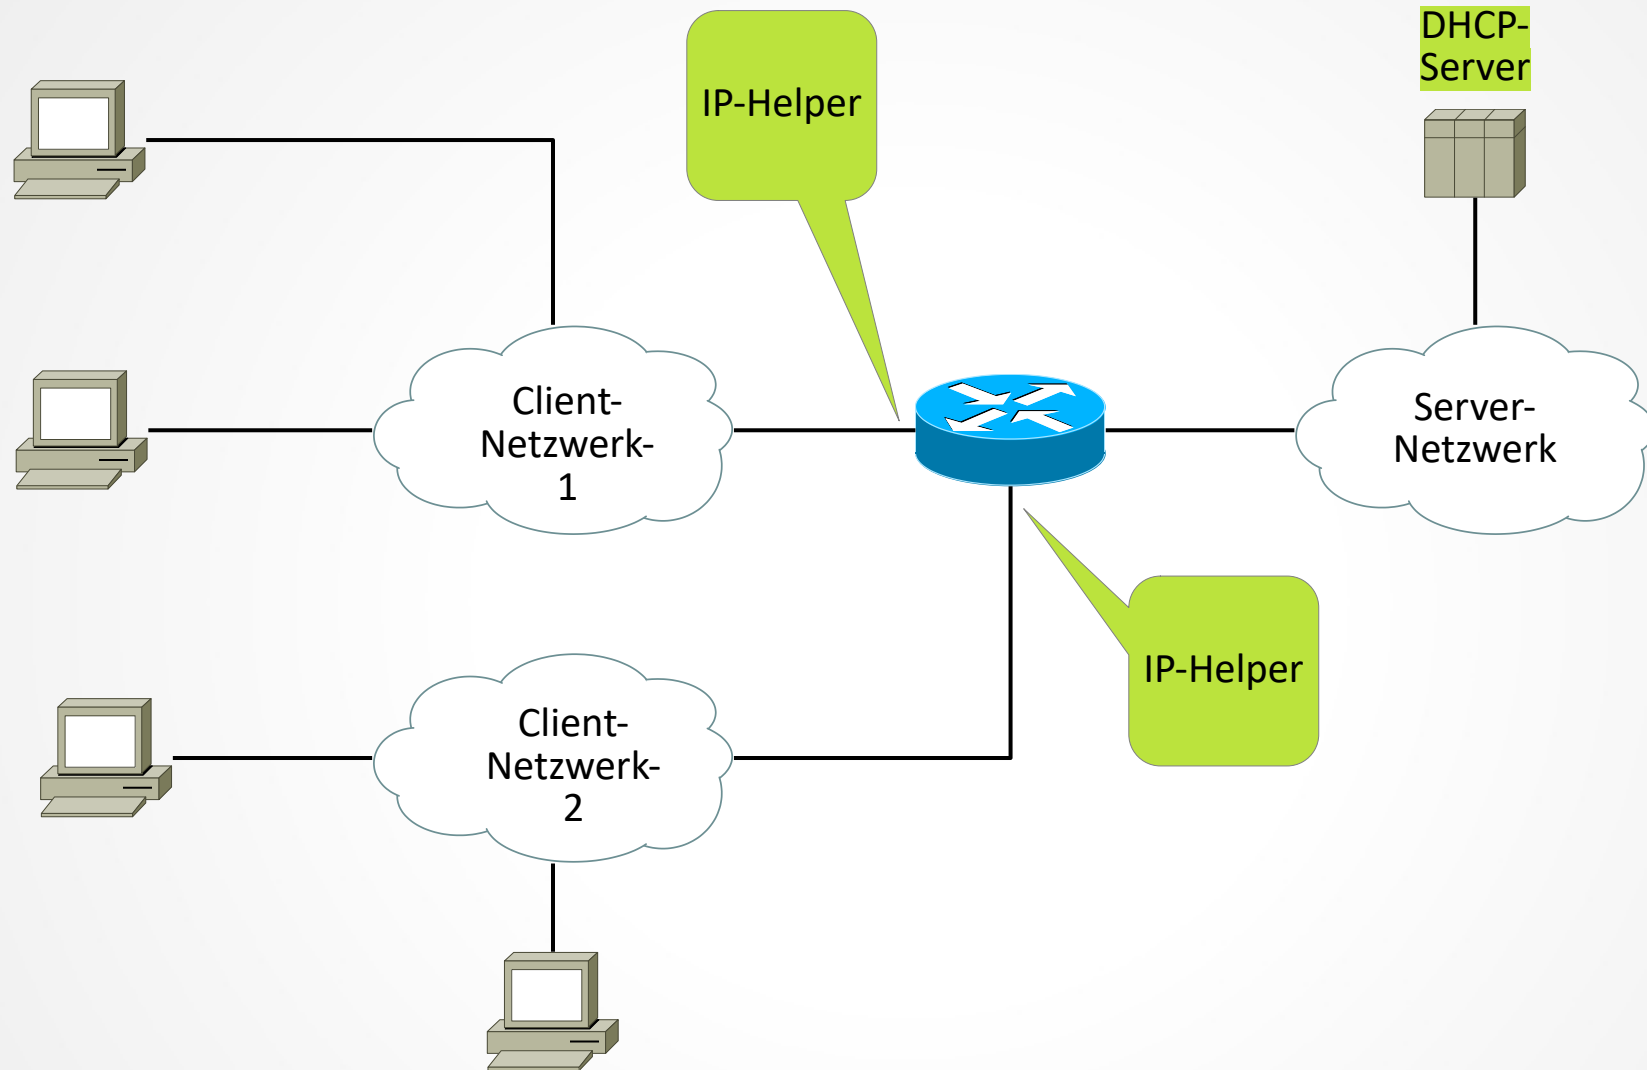 DHCP-
Server
IP-Helper
Client-
Netzwerk-
1
Server-
Netzwerk
IP-Helper
Client-
Netzwerk-
2